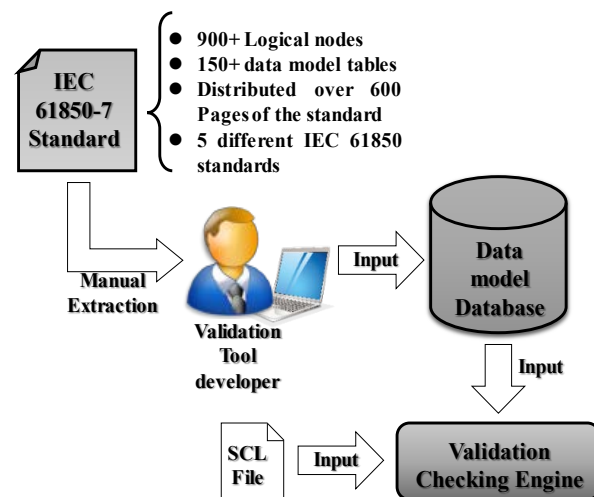 IEC
61850-7
Standard
● 900+ Logical nodes
● 150+ data model tables
● Distributed over 600
Pages of the standard
● 5 different IEC 61850
standards
Manual
Extraction
Validation
Tool
developer
Input
Data
model
Database
Input
SCL
File
Input
Validation
Checking Engine